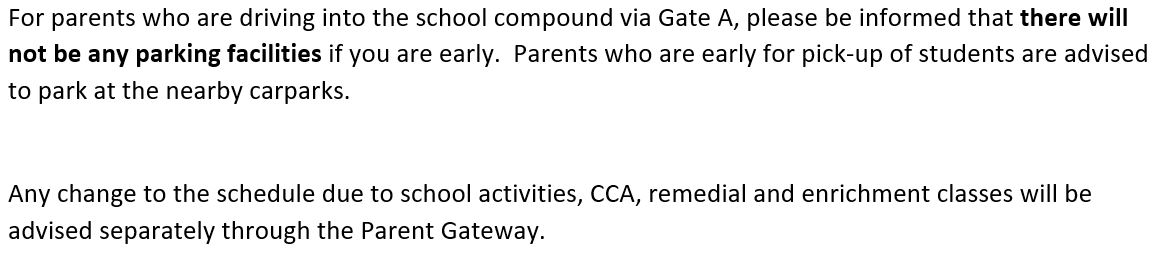 For parents who are driving into the school compound via Gate A, please be informed that there will
not be any parking facilities if you are early.  Parents who are early for pick-up of students are advised
to park at the nearby carparks.
Any change to the schedule due to school activities, CCA, remedial and enrichment classes will be
advised separately through the Parent Gateway.